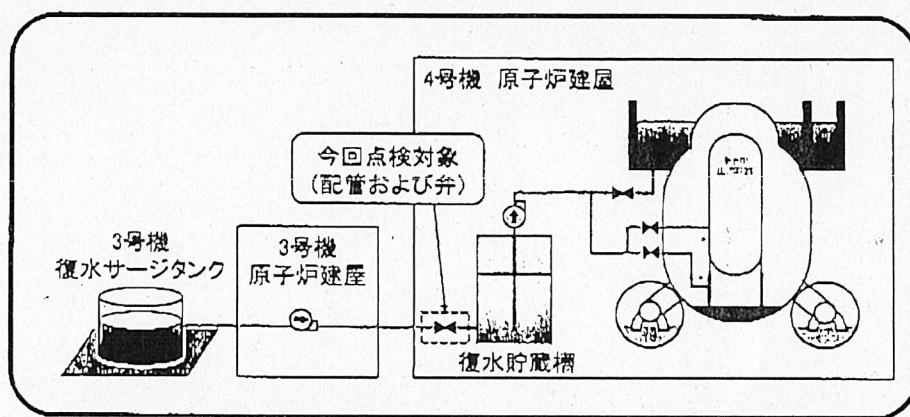 4号機 原子炉建屋
今回点検対象
(配管および弁)
3号機
復水サージタンク
3号機
原子炉建屋
復水貯蔵槽